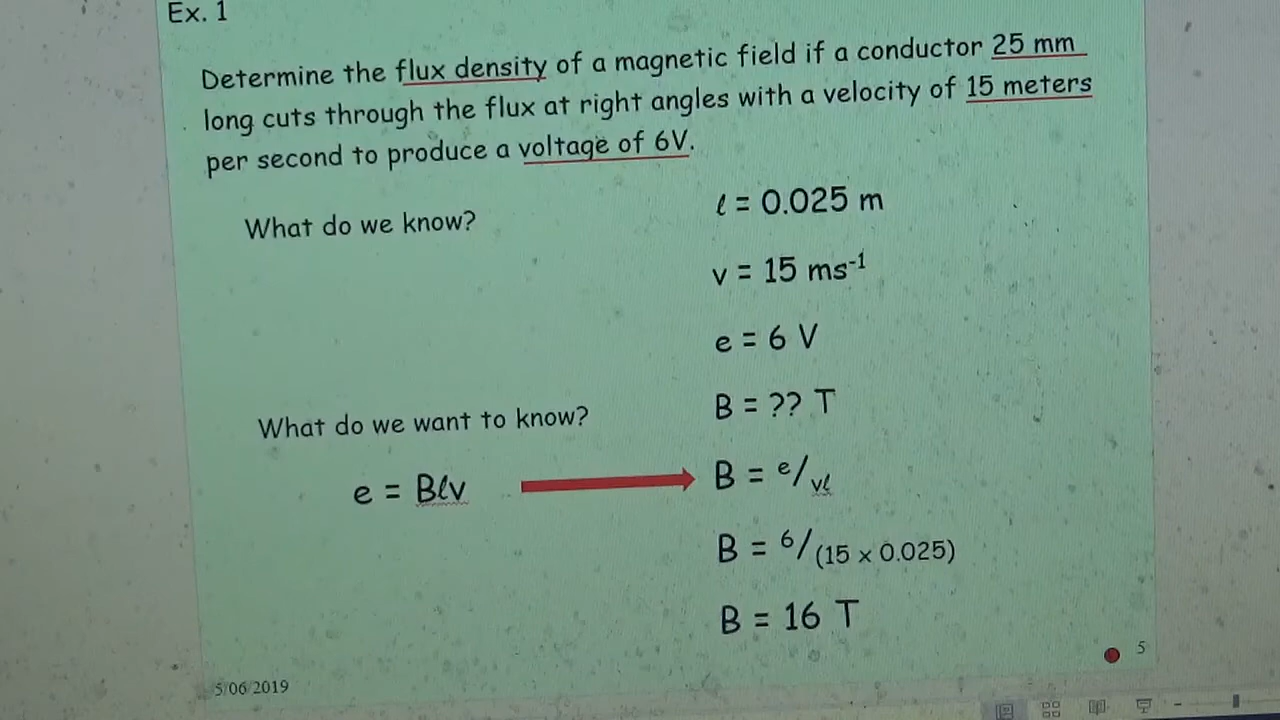 Ex. 1
Determine the flux density of a magnetic field if a conductor 25 mm
long cuts through the flux at right angles with a velocity of 15 meters
per second to produce a voltage of 6V.
What do we know?
ℓ = 0.025 m
v = 15 ms⁻¹
e = 6 V
What do we want to know?
B = ?? T
e = Bℓv
B = e/vℓ
B = 6/(15 x 0.025)
B = 16 T
5/06/2019
5